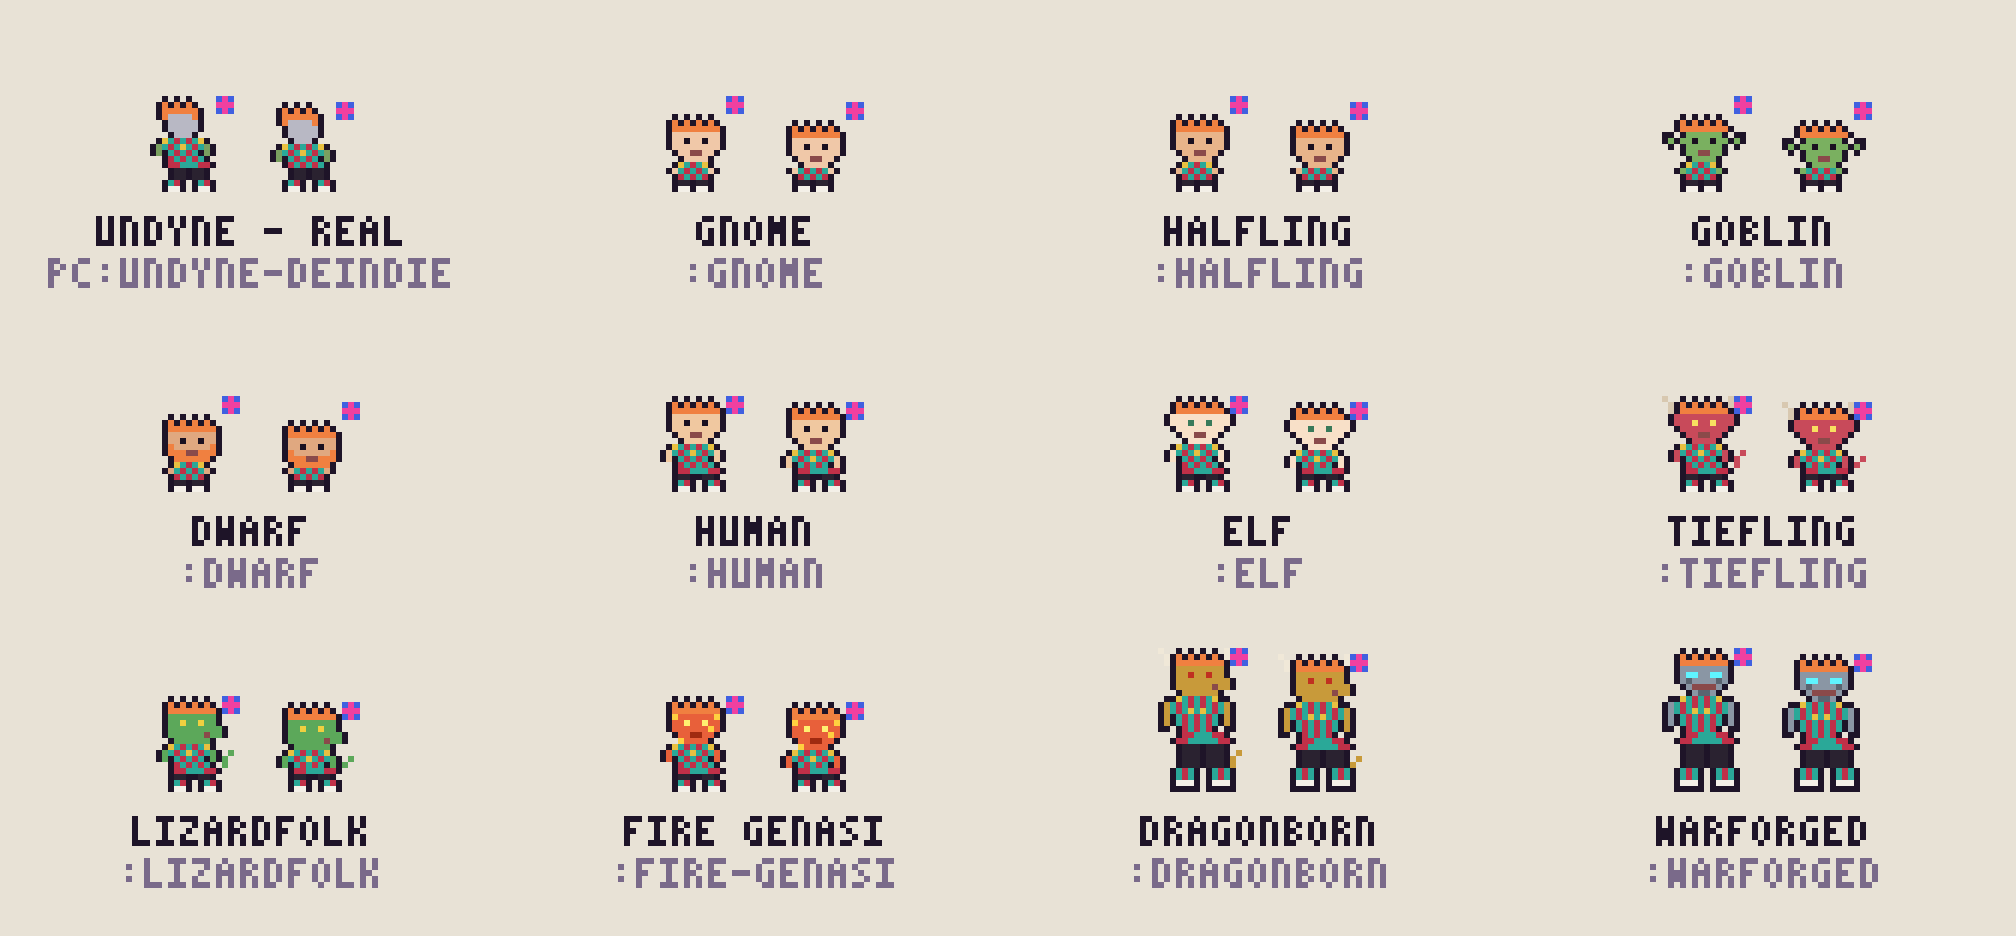 UNDYNE - REAL
PC:UNDYNE-DEINDIE
GNOME
:GNOME
HALFLING
:HALFLING
GOBLIN
:GOBLIN
DWARF
:DWARF
HUMAN
:HUMAN
ELF
:ELF
TIEFLING
:TIEFLING
LIZARDFOLK
:LIZARDFOLK
FIRE GENASI
:FIRE-GENASI
DRAGONBORN
:DRAGONBORN
WARFORGED
:WARFORGED